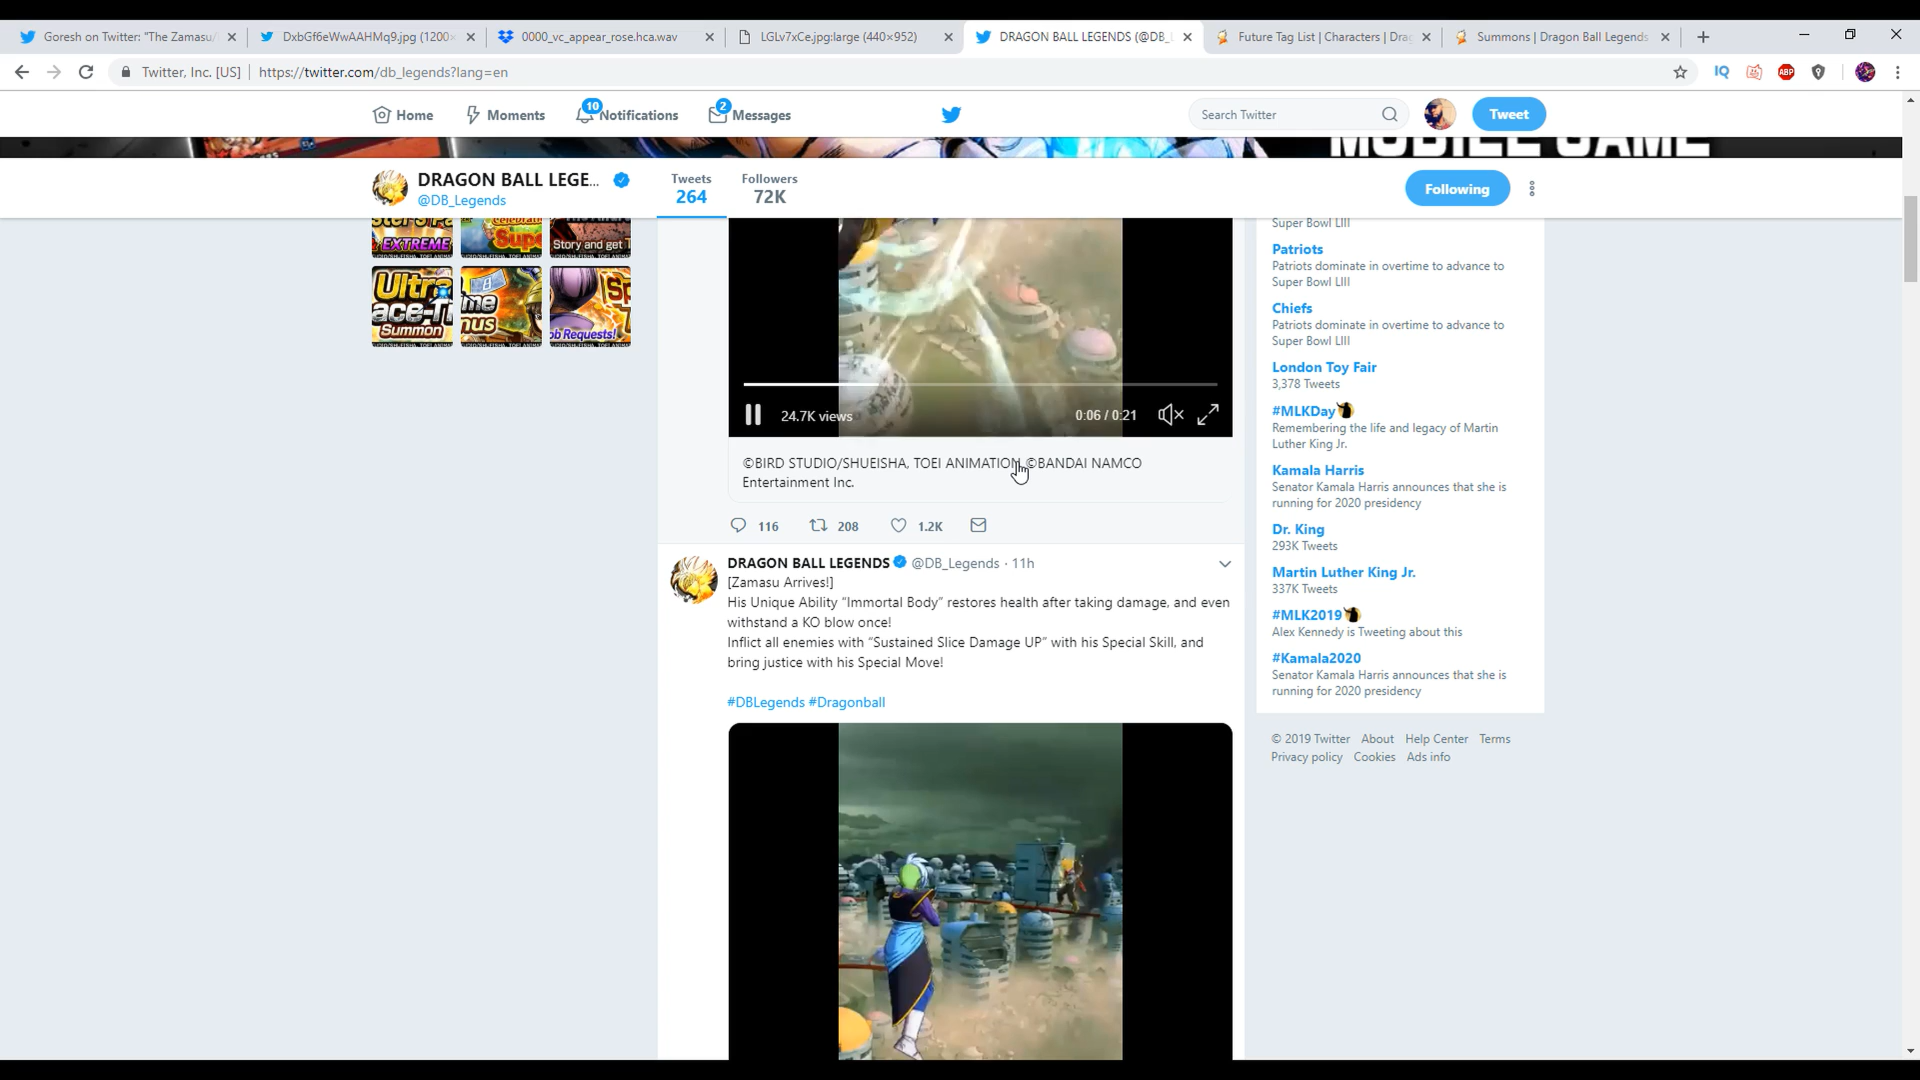 Goresh on Twitter: "The Zamasu/
DxbGf6eWwAAHMq9.jpg (1200×
0000_vc_appear_rose.hca.wav
LGLv7xCe.jpg:large (440×952)
DRAGON BALL LEGENDS (@DB_L
Future Tag List | Characters | Drag
Summons | Dragon Ball Legends
Twitter, Inc. [US]
https://twitter.com/db_legends?lang=en
IQ
ABP
Home
Moments
10
Notifications
2
Messages
Search Twitter
Tweet
MOBILE GAME
DRAGON BALL LEGE...
@DB_Legends
Tweets
264
Followers
72K
Following
EXTREME
Supe
Story and get T
Ultra
Summon
ob Requests!
24.7K views
0:06 / 0:21
©BIRD STUDIO/SHUEISHA, TOEI ANIMATION ©BANDAI NAMCO
Entertainment Inc.
116
208
1.2K
DRAGON BALL LEGENDS @DB_Legends · 11h
[Zamasu Arrives!]
His Unique Ability "Immortal Body" restores health after taking damage, and even
withstand a KO blow once!
Inflict all enemies with "Sustained Slice Damage UP" with his Special Skill, and
bring justice with his Special Move!
#DBLegends #Dragonball
Super Bowl LIII
Patriots
Patriots dominate in overtime to advance to
Super Bowl LIII
Chiefs
Patriots dominate in overtime to advance to
Super Bowl LIII
London Toy Fair
3,378 Tweets
#MLKDay
Remembering the life and legacy of Martin
Luther King Jr.
Kamala Harris
Senator Kamala Harris announces that she is
running for 2020 presidency
Dr. King
293K Tweets
Martin Luther King Jr.
337K Tweets
#MLK2019
Alex Kennedy is Tweeting about this
#Kamala2020
Senator Kamala Harris announces that she is
running for 2020 presidency
© 2019 Twitter About Help Center Terms
Privacy policy Cookies Ads info